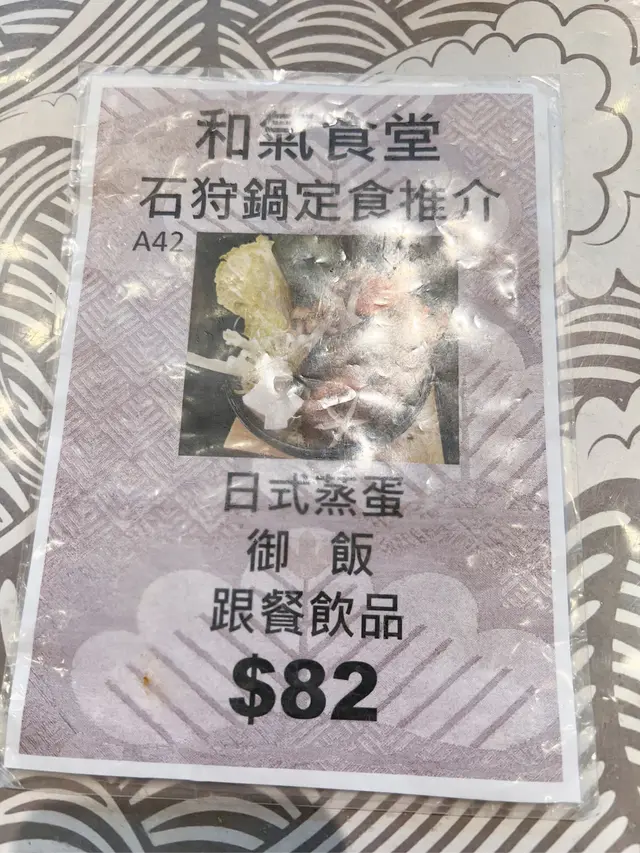 和氣食堂
石狩鍋定食推介
A42
日式蒸蛋
御 飯
跟餐飲品
$82